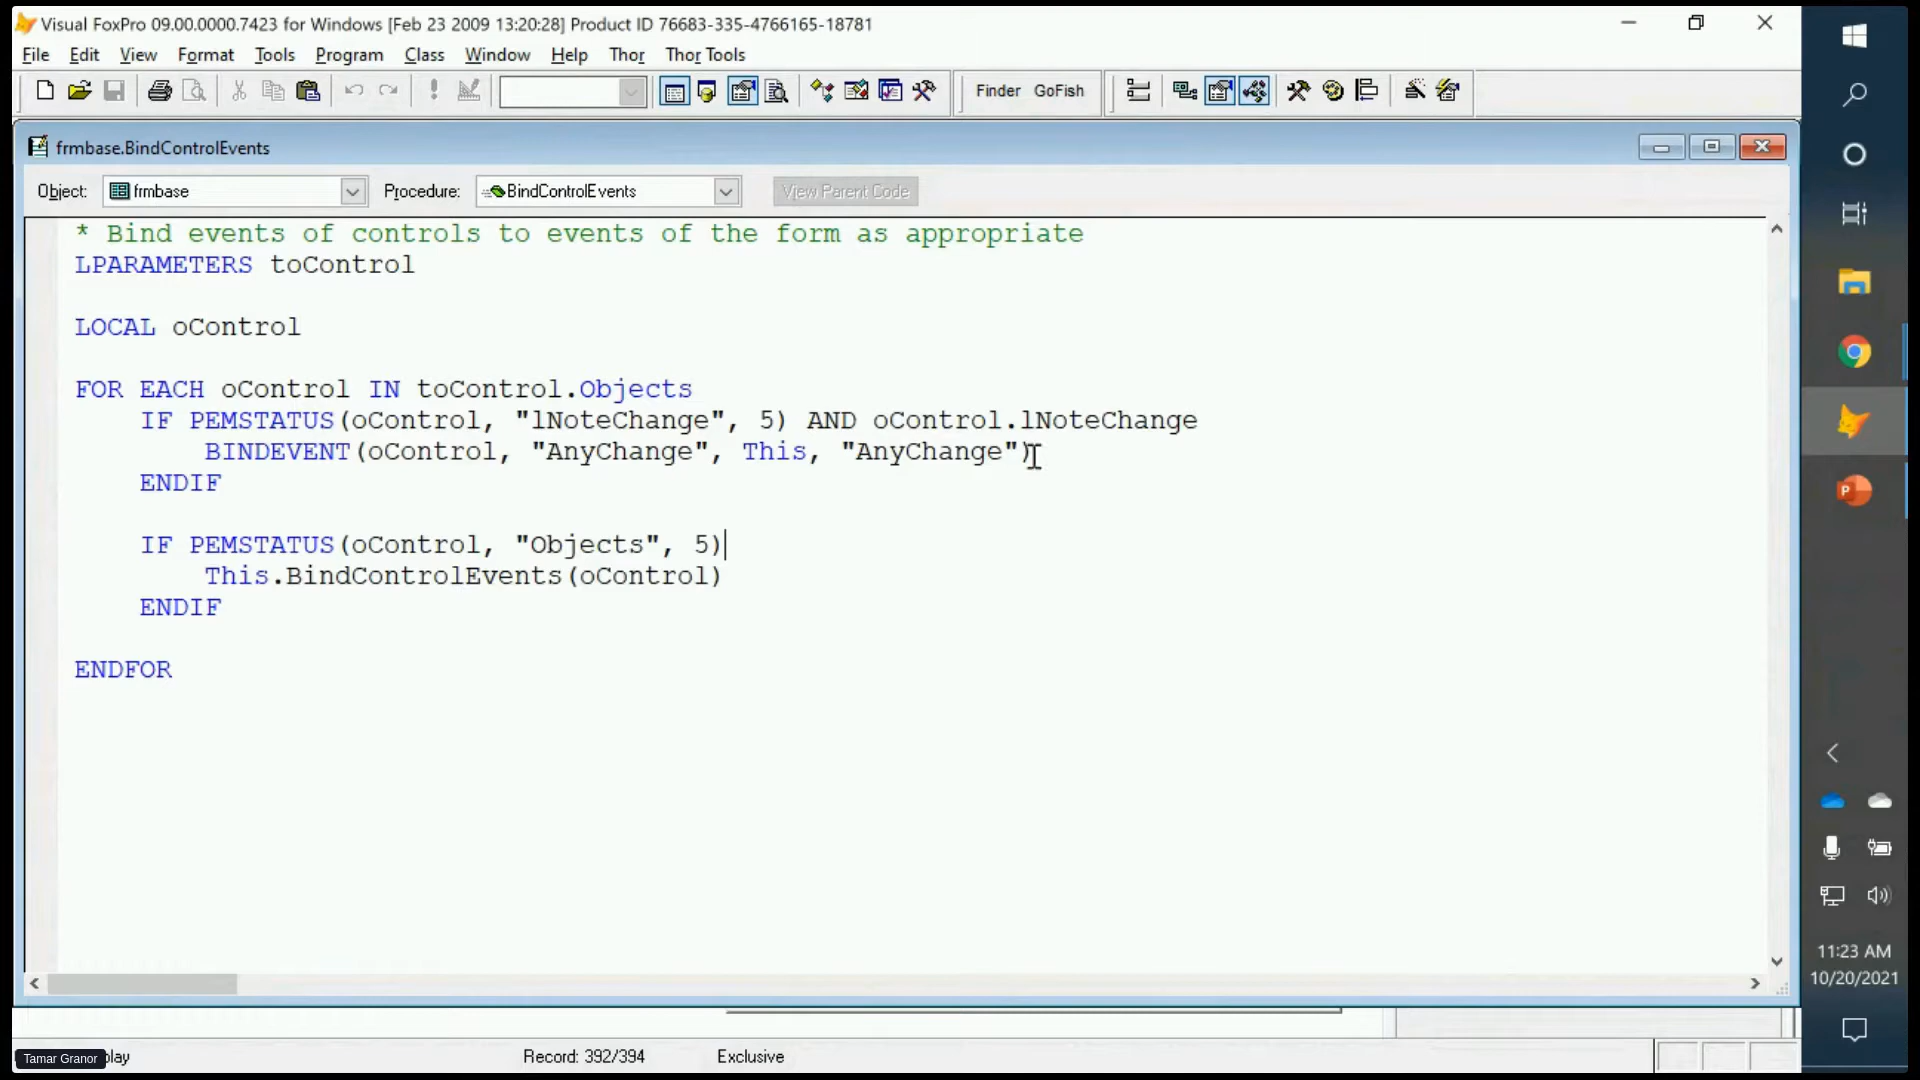 Visual FoxPro 09.00.0000.7423 for Windows [Feb 23 2009 13:20:28] Product ID 76683-335-4766165-18781
File Edit View Format Tools Program Class Window Help Thor Thor Tools
Finder GoFish
frmbase.BindControlEvents
Object: frmbase Procedure: BindControlEvents View Parent Code
* Bind events of controls to events of the form as appropriate
LPARAMETERS toControl
LOCAL oControl
FOR EACH oControl IN toControl.Objects
IF PEMSTATUS(oControl, "lNoteChange", 5) AND oControl.lNoteChange
BINDEVENT(oControl, "AnyChange", This, "AnyChange")
ENDIF
IF PEMSTATUS(oControl, "Objects", 5)
This.BindControlEvents(oControl)
ENDIF
ENDFOR
11:23 AM
10/20/2021
Tamar Granor
Record: 392/394 Exclusive